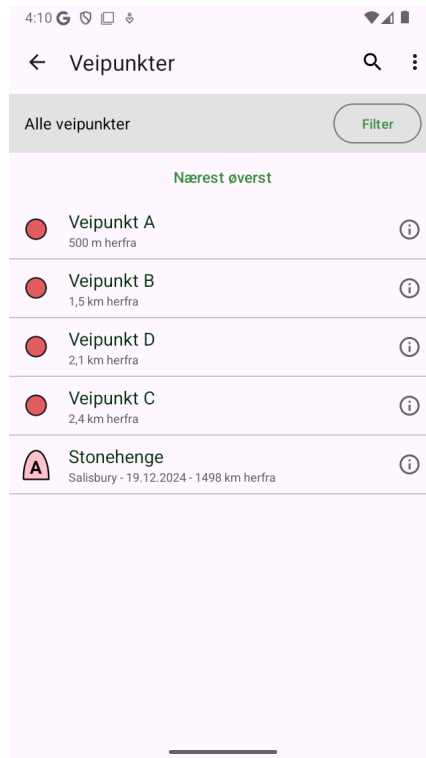 4:10 G
Veipunkter
Alle veipunkter
Filter
Nærest øverst
Veipunkt A
500 m herfra
Veipunkt B
1,5 km herfra
Veipunkt D
2,1 km herfra
Veipunkt C
2,4 km herfra
A
Stonehenge
Salisbury - 19.12.2024 - 1498 km herfra